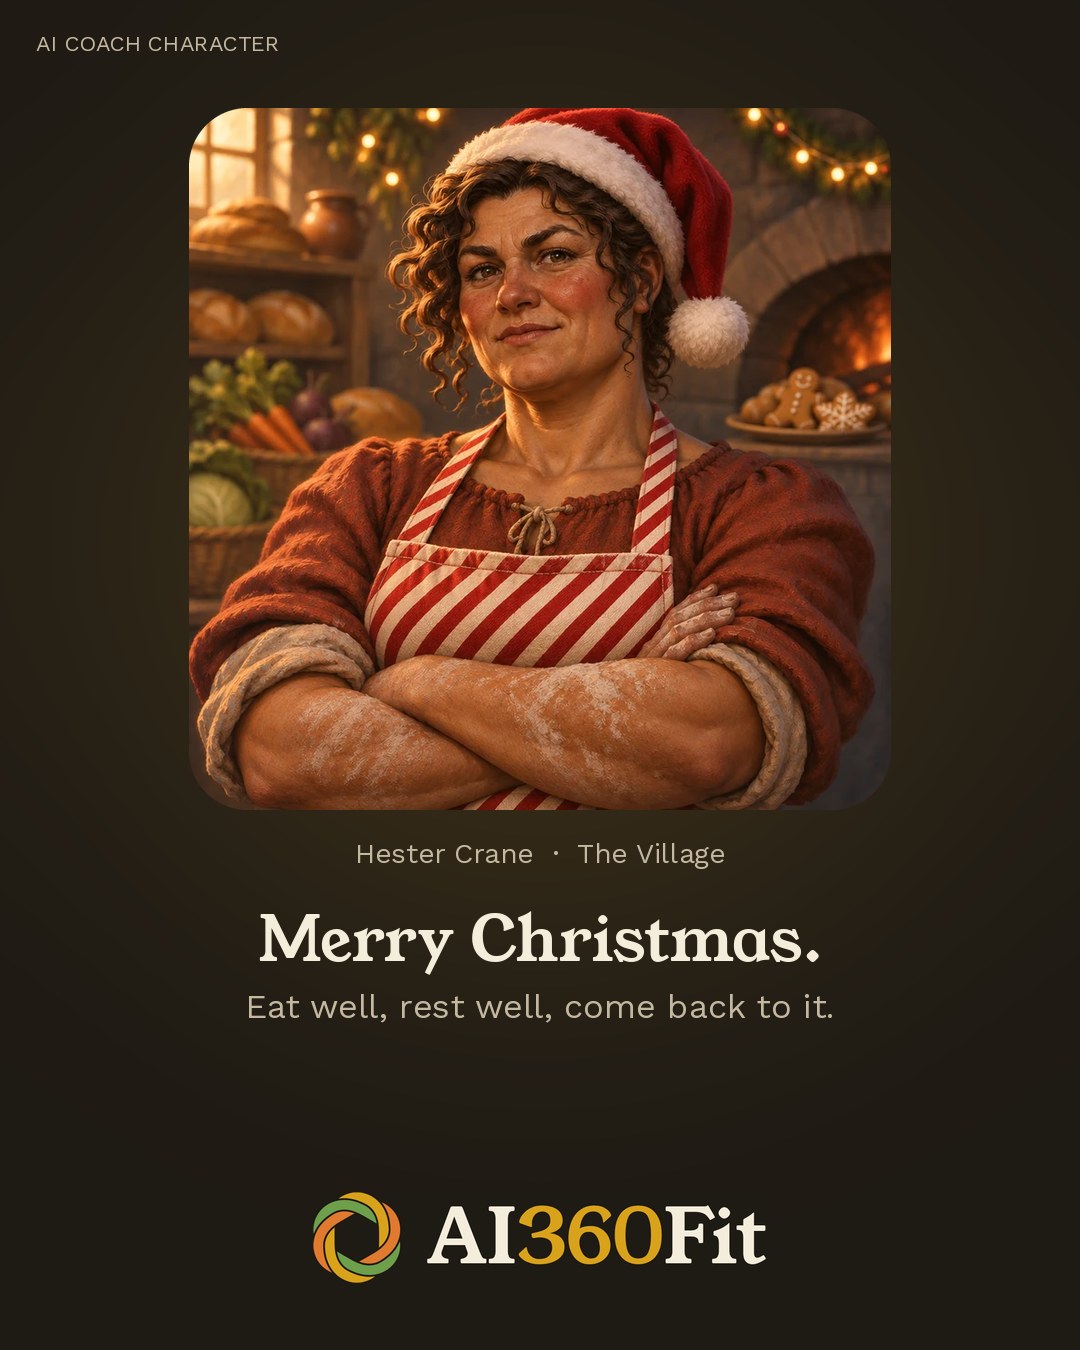 AI COACH CHARACTER
Hester Crane · The Village
Merry Christmas.
Eat well, rest well, come back to it.
AI360Fit